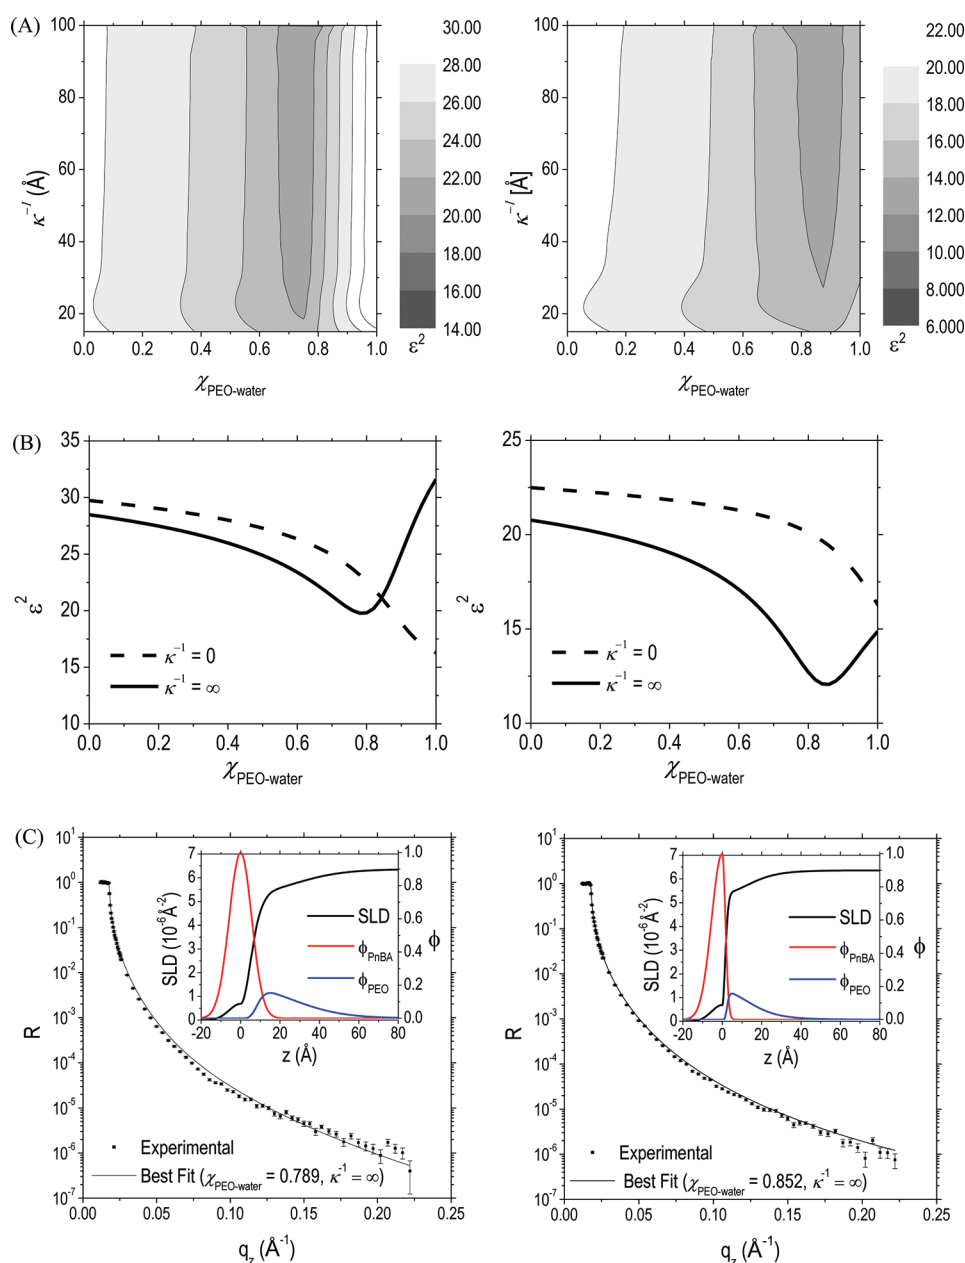 (A)
100
80
60
40
20
κ⁻¹ (Å)
0.0 0.2 0.4 0.6 0.8 1.0
χPEO-water
30.00
28.00
26.00
24.00
22.00
20.00
18.00
16.00
14.00
ε²
100
80
60
40
20
κ⁻¹ [Å]
0.0 0.2 0.4 0.6 0.8 1.0
χPEO-water
22.00
20.00
18.00
16.00
14.00
12.00
10.00
8.000
6.000
ε²
(B)
35
30
25
20
15
10
ε²
κ⁻¹ = 0
κ⁻¹ = ∞
0.0 0.2 0.4 0.6 0.8 1.0
χPEO-water
25
20
15
10
ε²
κ⁻¹ = 0
κ⁻¹ = ∞
0.0 0.2 0.4 0.6 0.8 1.0
χPEO-water
(C)
10¹
10⁰
10⁻¹
10⁻²
10⁻³
10⁻⁴
10⁻⁵
10⁻⁶
10⁻⁷
R
7
6
5
4
3
2
1
0
SLD (10⁻⁶Å⁻²)
1.0
0.8
0.6
0.4
0.2
0.0
ϕ
SLD
ϕPnBA
ϕPEO
-20 0 20 40 60 80
z (Å)
Experimental
Best Fit (χPEO-water = 0.789, κ⁻¹ = ∞)
0.00 0.05 0.10 0.15 0.20 0.25
qz (Å⁻¹)
10¹
10⁰
10⁻¹
10⁻²
10⁻³
10⁻⁴
10⁻⁵
10⁻⁶
10⁻⁷
R
7
6
5
4
3
2
1
0
SLD (10⁻⁶Å⁻²)
1.0
0.8
0.6
0.4
0.2
0.0
ϕ
SLD
ϕPnBA
ϕPEO
-20 0 20 40 60 80
z (Å)
Experimental
Best Fit (χPEO-water = 0.852, κ⁻¹ = ∞)
0.00 0.05 0.10 0.15 0.20 0.25
qz (Å⁻¹)